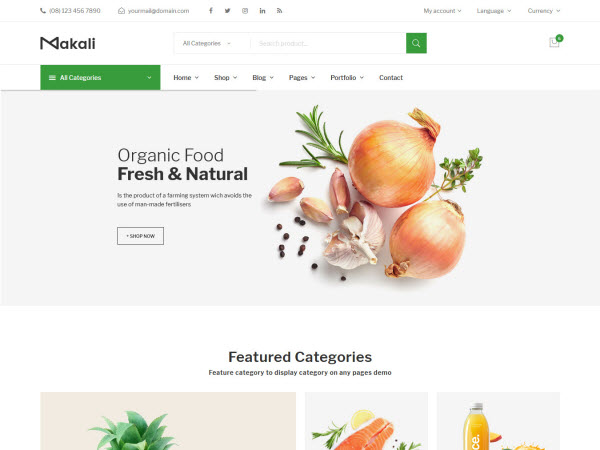 (08) 123 456 7890
yourmail@domain.com
My account
Language
Currency
Makali
All Categories
Search product...
All Categories
Home
Shop
Blog
Pages
Portfolio
Contact
Organic Food
Fresh & Natural
Is the product of a farming system wich avoids the
use of man-made fertilisers
+ SHOP NOW
Featured Categories
Feature category to display category on any pages demo